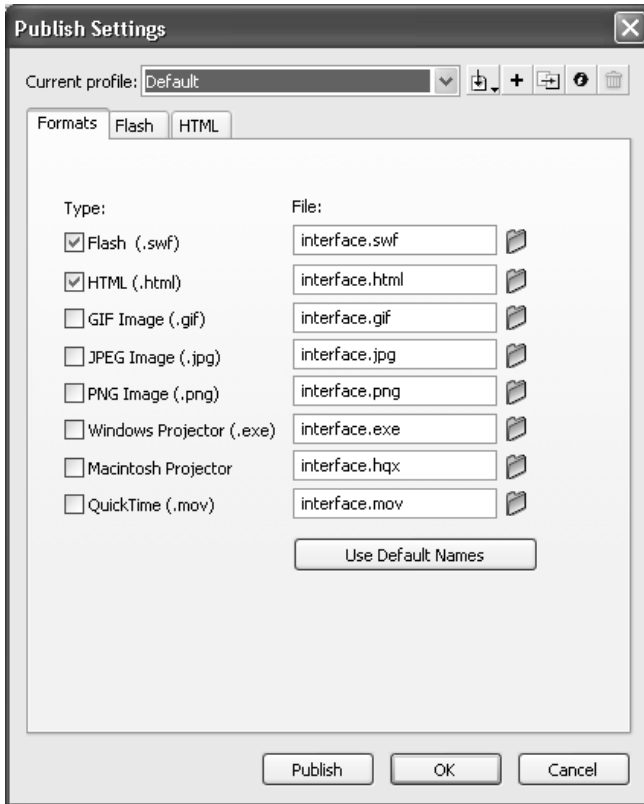 Publish Settings
Current profile: Default
Formats Flash HTML
Type: File:
Flash (.swf) interface.swf
HTML (.html) interface.html
GIF Image (.gif) interface.gif
JPEG Image (.jpg) interface.jpg
PNG Image (.png) interface.png
Windows Projector (.exe) interface.exe
Macintosh Projector interface.hqx
QuickTime (.mov) interface.mov
Use Default Names
Publish OK Cancel